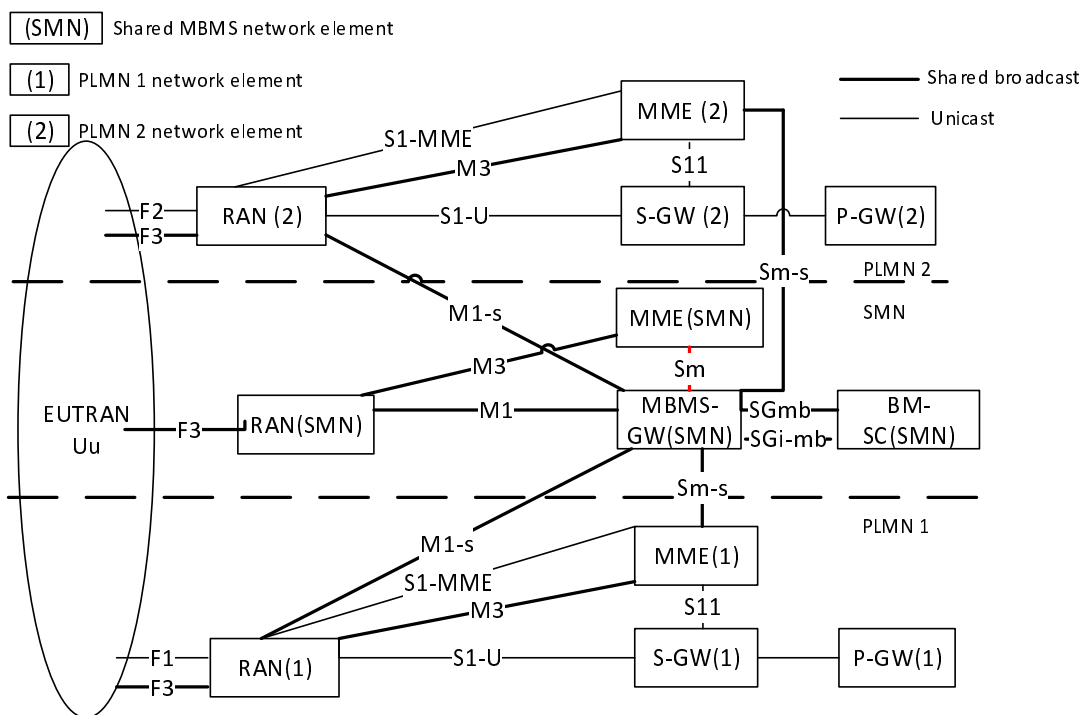 (SMN) Shared MBMS network element
(1) PLMN 1 network element
(2) PLMN 2 network element
Shared broadcast
Unicast
MME (2)
S1-MME
M3
S11
F2
F3
RAN (2)
S1-U
S-GW (2)
P-GW(2)
Sm-s
PLMN 2
SMN
M1-s
MME(SMN)
M3
Sm
EUTRAN
Uu
F3
RAN(SMN)
M1
MBMS-
GW(SMN)
SGmb
SGi-mb
BM-
SC(SMN)
Sm-s
PLMN 1
M1-s
S1-MME
M3
MME(1)
S11
F1
F3
RAN(1)
S1-U
S-GW(1)
P-GW(1)